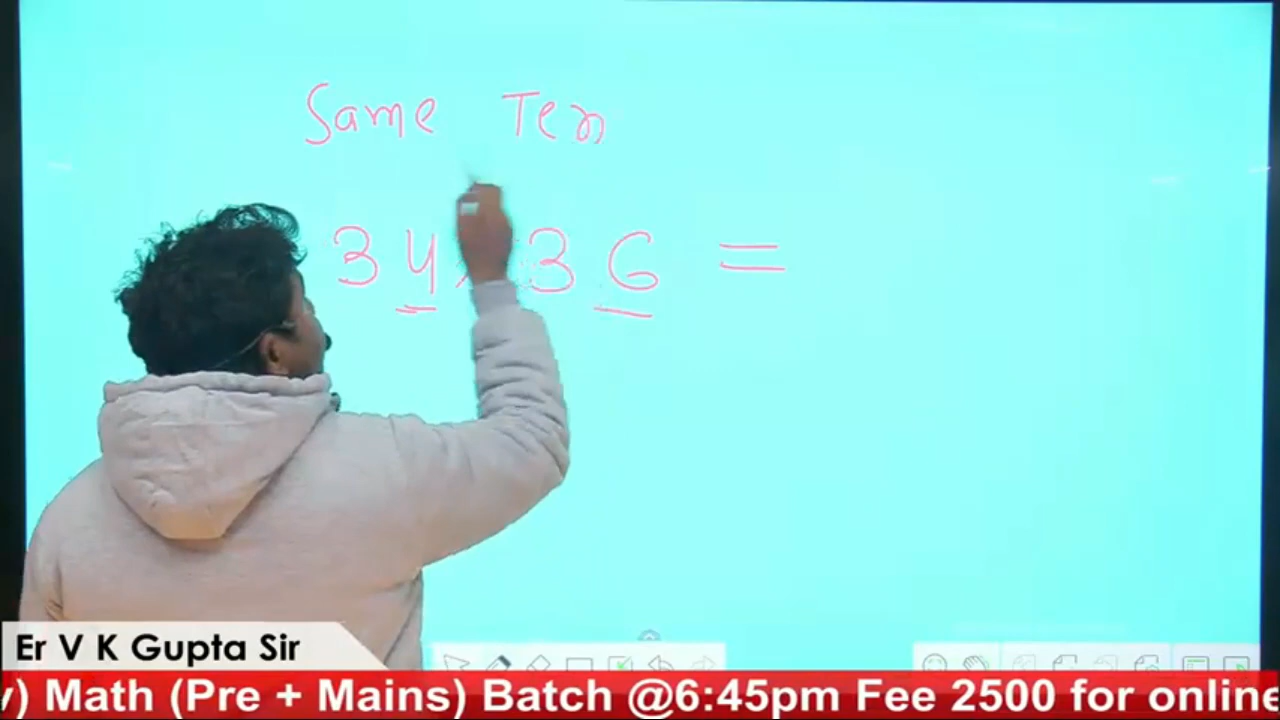 Same Ten
34×36 =
Er V K Gupta Sir
) Math (Pre + Mains) Batch @6:45pm Fee 2500 for online